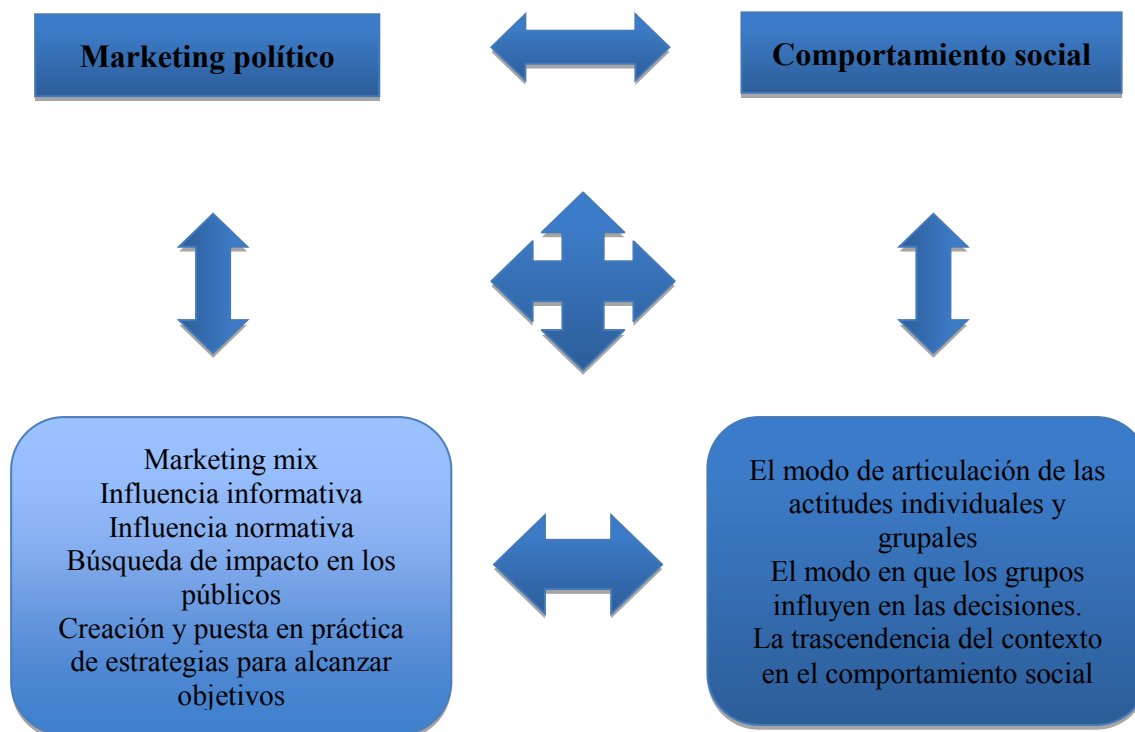 Marketing político
Comportamiento social
Marketing mix
Influencia informativa
Influencia normativa
Búsqueda de impacto en los
públicos
Creación y puesta en práctica
de estrategias para alcanzar
objetivos
El modo de articulación de las
actitudes individuales y
grupales
El modo en que los grupos
influyen en las decisiones.
La trascendencia del contexto
en el comportamiento social